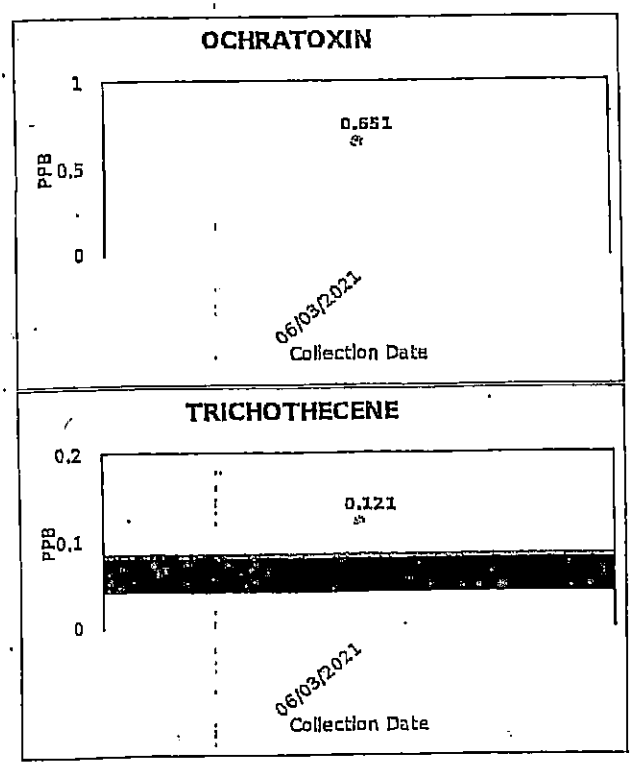 OCHRATOXIN
1
0.651
PPB
0.5
0
06/03/2021
Collection Date
TRICHOTHECENE
0.2
0.121
PPB
0.1
0
06/03/2021
Collection Date